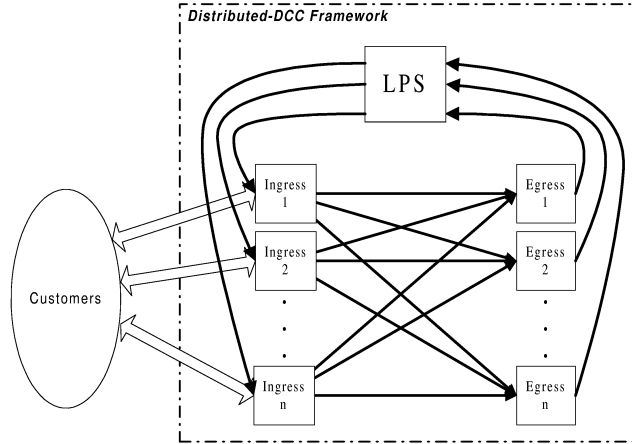 Distributed-DCC Framework
LPS
Ingress
1
Egress
1
Ingress
2
Egress
2
Customers
Ingress
n
Egress
n